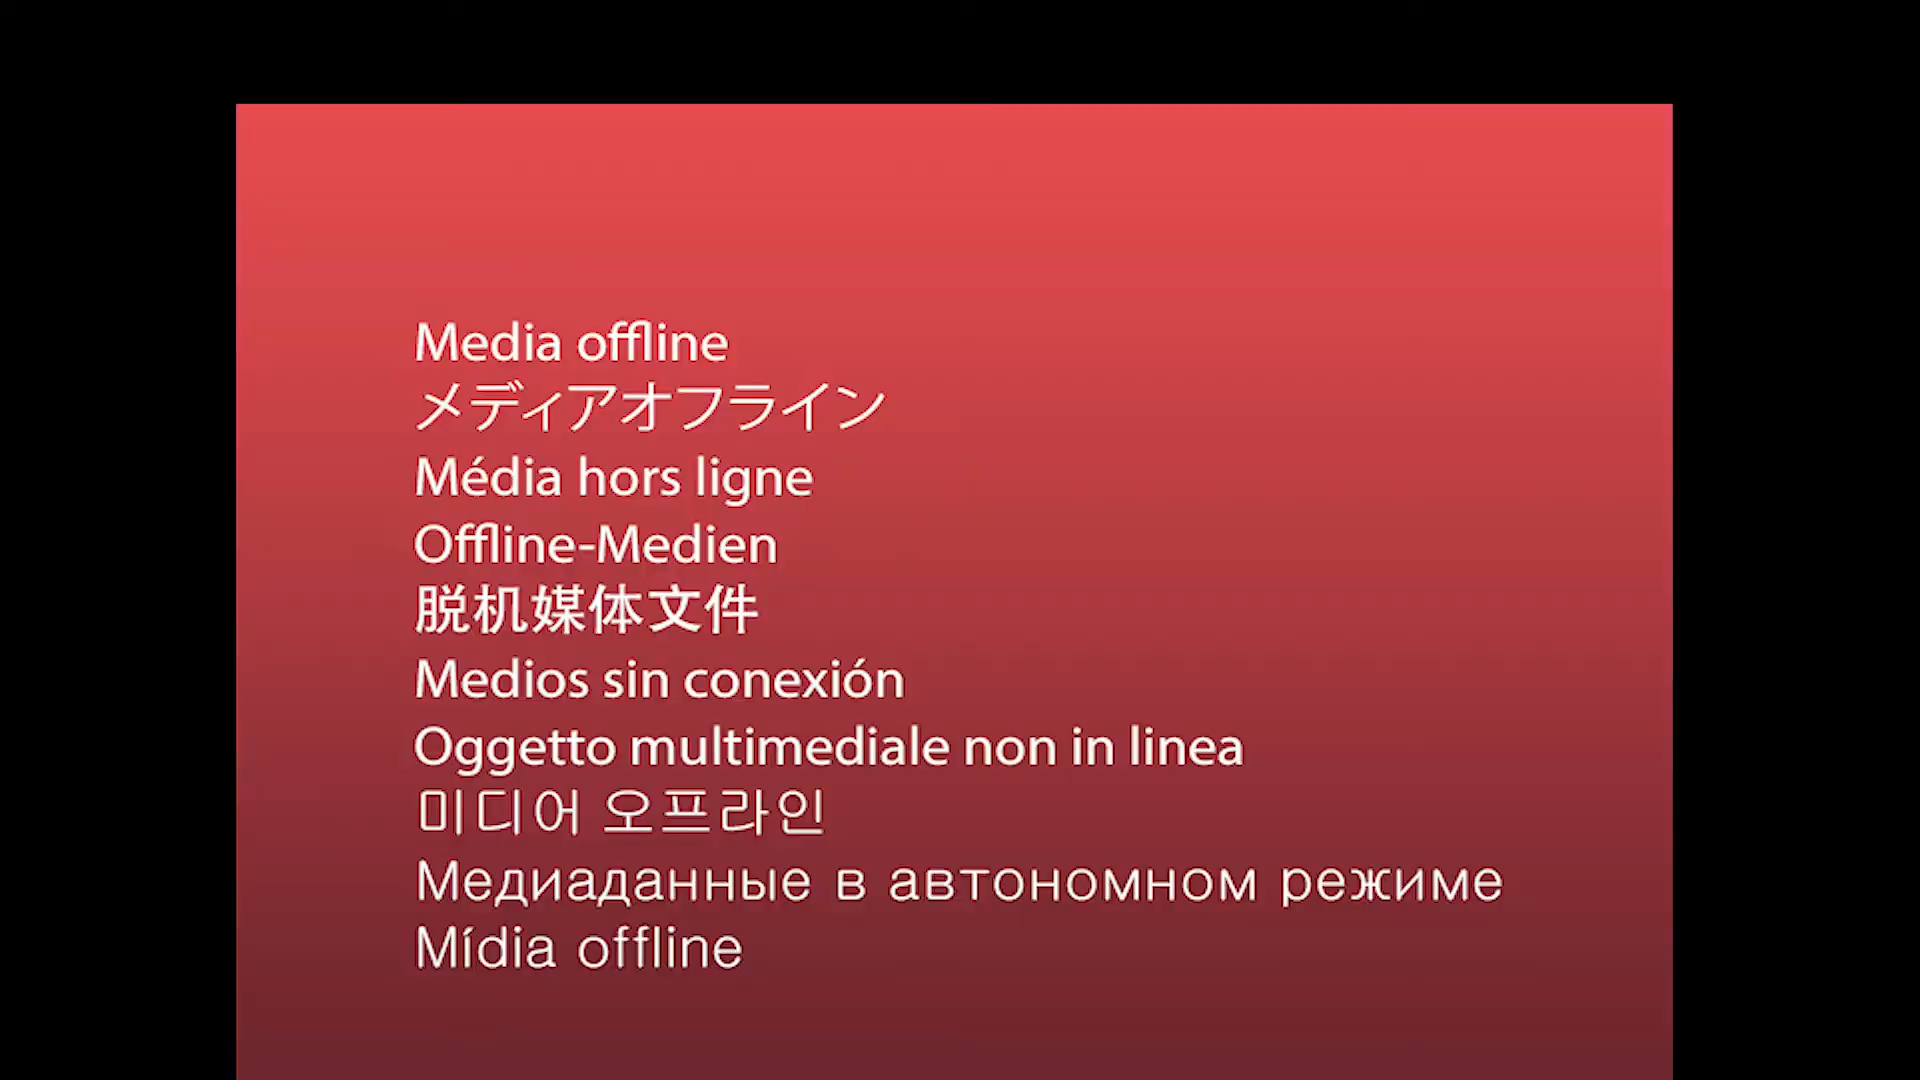 Media offline
メディアオフライン
Média hors ligne
Offline-Medien
脱机媒体文件
Medios sin conexión
Oggetto multimediale non in linea
미디어 오프라인
Медиаданные в автономном режиме
Mídia offline